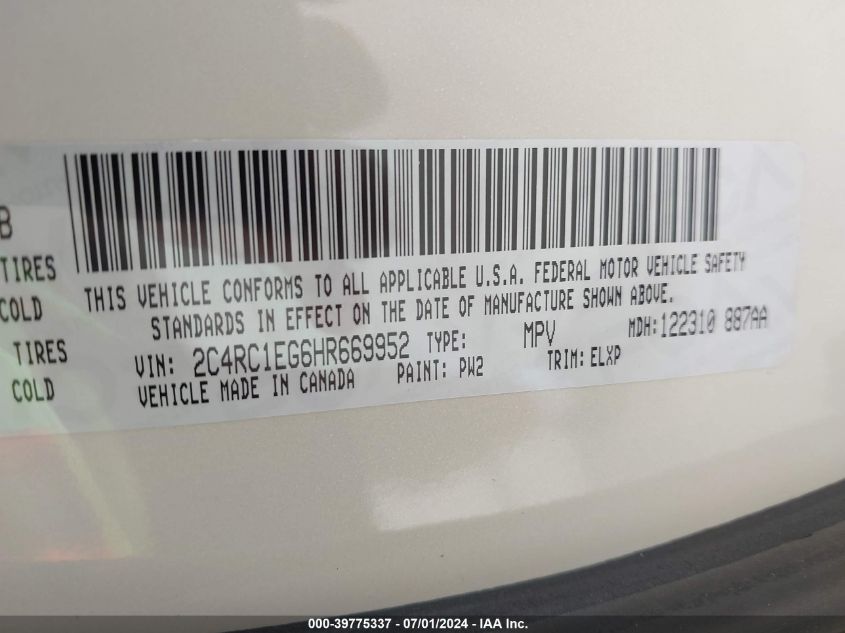 B
TIRES
COLD
TIRES
COLD
THIS VEHICLE CONFORMS TO ALL APPLICABLE U.S.A. FEDERAL MOTOR VEHICLE SAFETY
STANDARDS IN EFFECT ON THE DATE OF MANUFACTURE SHOWN ABOVE.
VIN: 2C4RC1EG6HR669952 TYPE: MPV MDH:122310 887AA
VEHICLE MADE IN CANADA PAINT: PW2 TRIM: ELXP
000-39775337 - 07/01/2024 - IAA Inc.